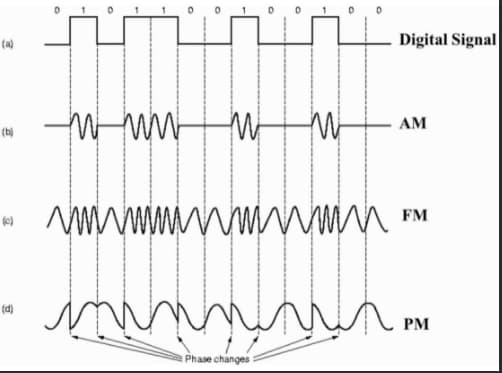 0 1 0 1 1 0 0 1 0 0 1 0 0
(a) Digital Signal
(b) AM
(c) FM
(d) PM
Phase changes